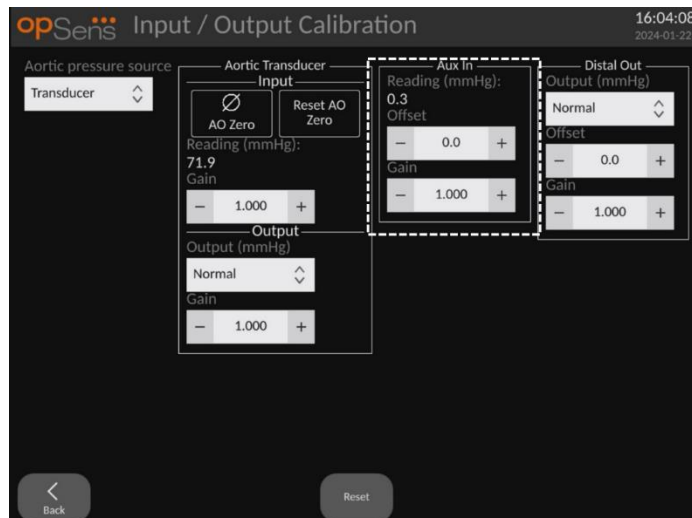 opSens Input / Output Calibration
16:04:08
2024-01-22
Aortic pressure source
Transducer
Aortic Transducer
Input
AO Zero
Reset AO
Zero
Reading (mmHg):
71.9
Gain
− 1.000 +
Output
Output (mmHg)
Normal
Gain
− 1.000 +
Aux In
Reading (mmHg):
0.3
Offset
− 0.0 +
Gain
− 1.000 +
Distal Out
Output (mmHg)
Normal
Offset
− 0.0 +
Gain
− 1.000 +
Back
Reset